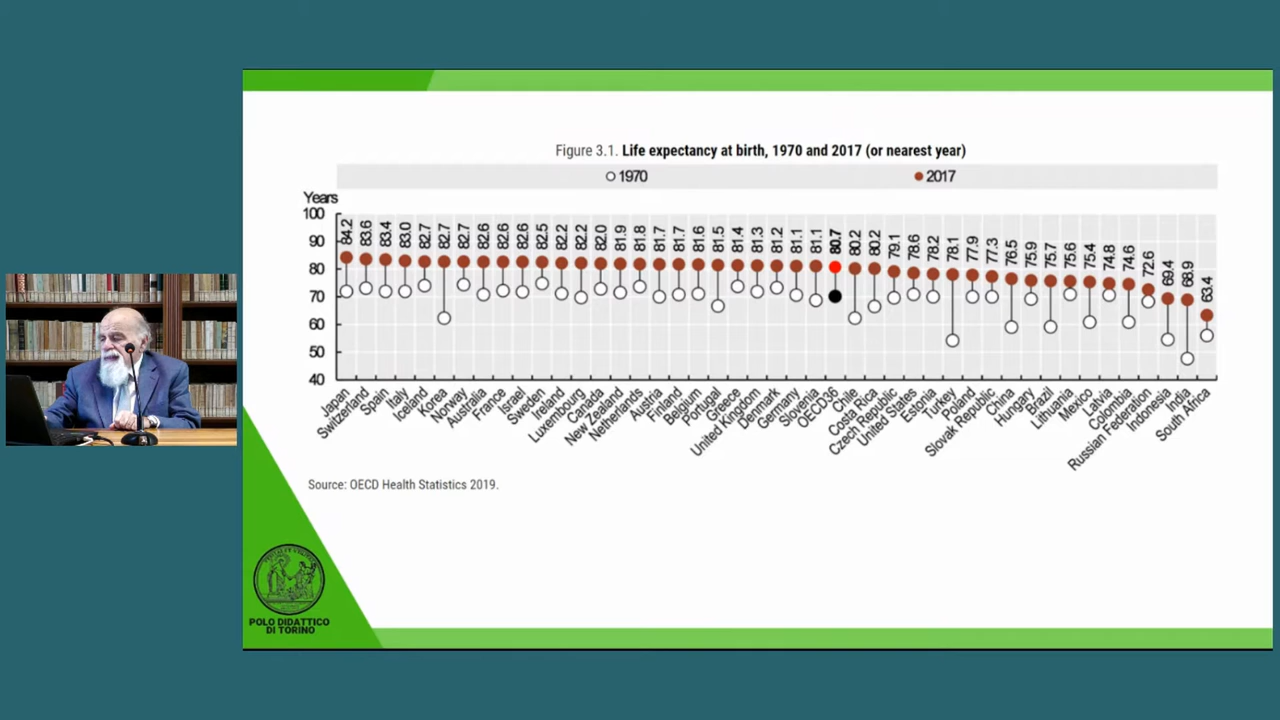 Figure 3.1. Life expectancy at birth, 1970 and 2017 (or nearest year)
1970 2017
Years
100
90
80
70
60
50
40
84.2 83.6 83.4 83.0 82.7 82.7 82.7 82.6 82.6 82.6 82.5 82.2 82.2 82.0 81.9 81.8 81.7 81.7 81.6 81.5 81.4 81.3 81.2 81.1 81.1 80.7 80.2 80.2 79.1 78.6 78.2 78.1 77.9 77.3 76.5 75.9 75.7 75.6 75.4 74.8 74.6 72.6 69.4 68.9 63.4
Japan
Switzerland
Spain
Italy
Iceland
Korea
Norway
Australia
France
Israel
Sweden
Ireland
Luxembourg
Canada
New Zealand
Netherlands
Austria
Finland
Belgium
Portugal
Greece
United Kingdom
Denmark
Germany
Slovenia
OECD36
Chile
Costa Rica
Czech Republic
United States
Estonia
Turkey
Poland
Slovak Republic
China
Hungary
Brazil
Lithuania
Mexico
Latvia
Colombia
Russian Federation
Indonesia
India
South Africa
Source: OECD Health Statistics 2019.
POLO DIDATTICO
DI TORINO